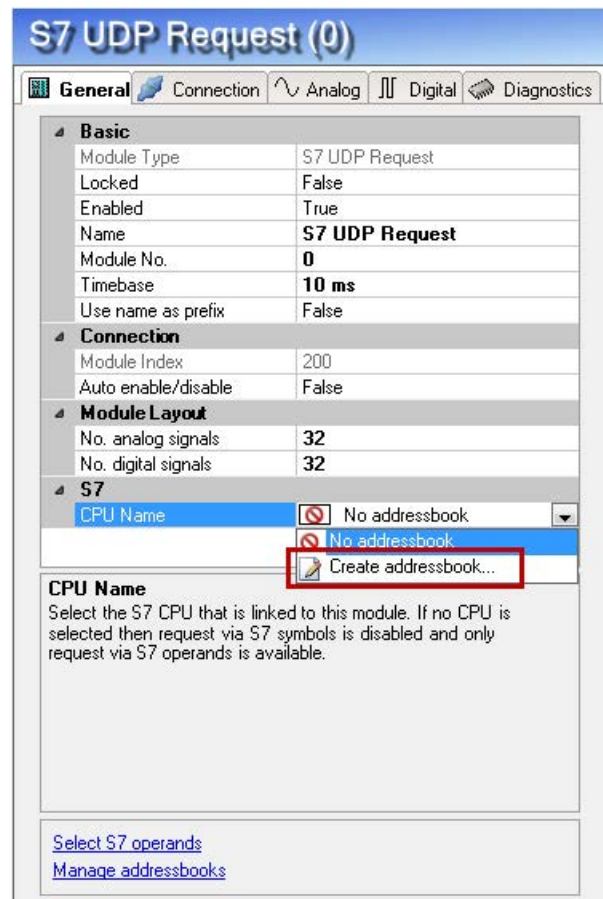 S7 UDP Request (0)
General Connection Analog Digital Diagnostics
Basic
Module Type S7 UDP Request
Locked False
Enabled True
Name S7 UDP Request
Module No. 0
Timebase 10 ms
Use name as prefix False
Connection
Module Index 200
Auto enable/disable False
Module Layout
No. analog signals 32
No. digital signals 32
S7
CPU Name No addressbook
No addressbook
Create addressbook...
CPU Name
Select the S7 CPU that is linked to this module. If no CPU is
selected then request via S7 symbols is disabled and only
request via S7 operands is available.
Select S7 operands
Manage addressbooks